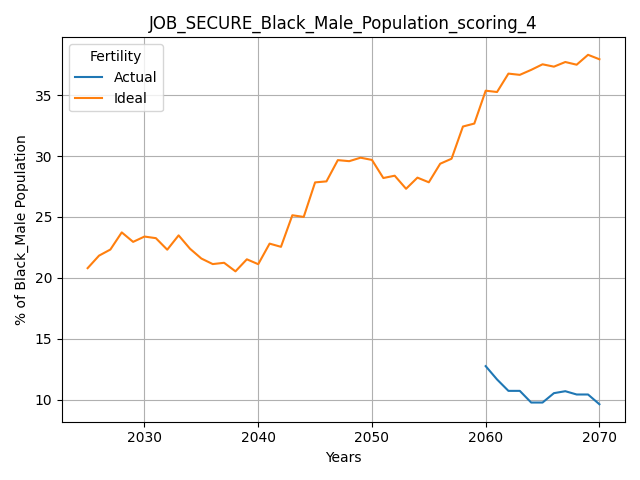 JOB_SECURE_Black_Male_Population_scoring_4
Fertility
Actual
Ideal
% of Black_Male Population
35
30
25
20
15
10
2030 2040 2050 2060 2070
Years